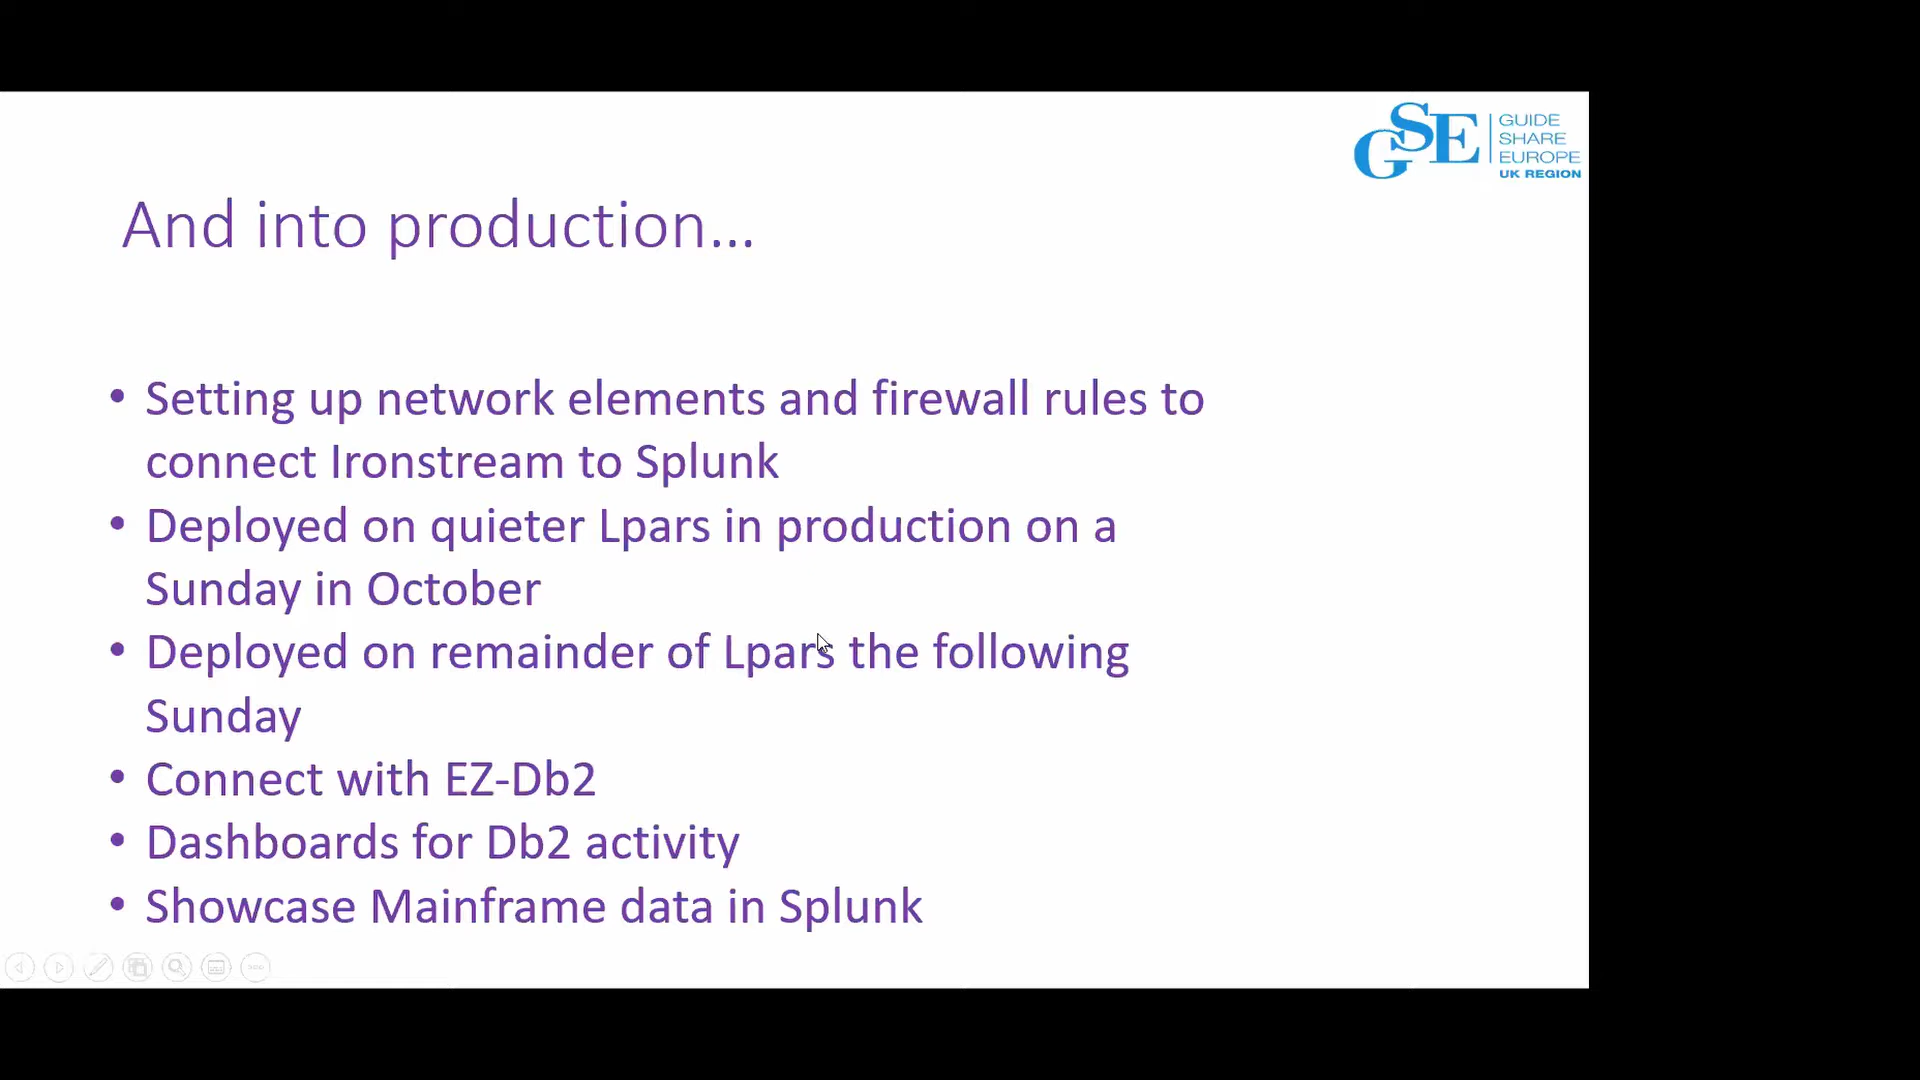 GSE
GUIDE
SHARE
EUROPE
UK REGION
And into production...
• Setting up network elements and firewall rules to
connect Ironstream to Splunk
• Deployed on quieter Lpars in production on a
Sunday in October
• Deployed on remainder of Lpars the following
Sunday
• Connect with EZ-Db2
• Dashboards for Db2 activity
• Showcase Mainframe data in Splunk